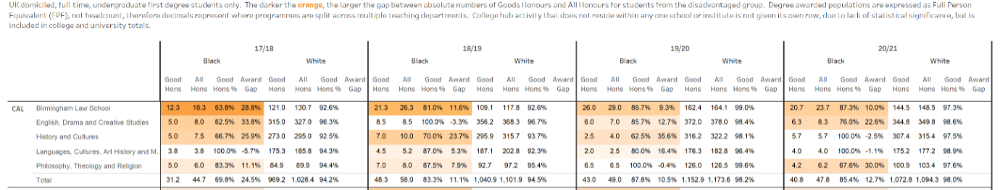 UK domiciled, full time, undergraduate first degree students only. The darker the orange, the larger the gap between absolute numbers of Goods Honours and All Honours for students from the disadvantaged group. Degree awarded populations are expressed as Full Person
Equivalent (FPE), not headcount, therefore decimals represent where programmes are split across multiple teaching departments. College hub activity that does not reside within any one school or institute is not given its own row, due to lack of statistical significance, but is
included in college and university totals.
17/18 18/19 19/20 20/21
Black White Black White Black White Black White
Good All Good Award Good All Good Award Good All Good Award Good All Good Award Good All Good Award Good All Good Award Good All Good Award Good All Good Award
Hons Hons Hons % Gap Hons Hons Hons % Gap Hons Hons Hons % Gap Hons Hons Hons % Gap Hons Hons Hons % Gap Hons Hons Hons % Gap Hons Hons Hons % Gap Hons Hons Hons % Gap
CAL Birmingham Law School 12.3 19.3 63.8% 28.8% 121.0 130.7 92.6% 21.3 26.3 81.0% 11.6% 109.1 117.8 92.6% 26.0 29.0 89.7% 9.3% 162.4 164.1 99.0% 20.7 23.7 87.3% 10.0% 144.5 148.5 97.3%
English, Drama and Creative Studies 5.0 8.0 62.5% 33.8% 315.0 327.0 96.3% 8.5 8.5 100.0% -3.3% 356.2 368.3 96.7% 6.0 7.0 85.7% 12.7% 372.0 378.0 98.4% 6.3 8.3 76.0% 22.6% 344.8 349.8 98.6%
History and Cultures 5.0 7.5 66.7% 25.9% 273.0 295.0 92.5% 7.0 10.0 70.0% 23.7% 295.9 315.7 93.7% 2.5 4.0 62.5% 35.6% 316.2 322.2 98.1% 5.7 5.7 100.0% -2.5% 307.4 315.4 97.5%
Languages, Cultures, Art History and M.. 3.8 3.8 100.0% -5.7% 175.3 185.8 94.3% 4.5 5.2 87.0% 5.3% 187.1 202.8 92.3% 2.0 2.5 80.0% 16.4% 176.3 182.8 96.4% 4.0 4.0 100.0% -1.1% 175.2 177.2 98.9%
Philosophy, Theology and Religion 5.0 6.0 83.3% 11.1% 84.9 89.9 94.4% 7.0 8.0 87.5% 7.9% 92.7 97.2 95.4% 6.5 6.5 100.0% -0.4% 126.0 126.5 99.6% 4.2 6.2 67.6% 30.0% 100.9 103.4 97.6%
Total 31.2 44.7 69.8% 24.5% 969.2 1,028.4 94.2% 48.3 58.0 83.3% 11.1% 1,040.9 1,101.9 94.5% 43.0 49.0 87.8% 10.5% 1,152.9 1,173.6 98.2% 40.8 47.8 85.4% 12.7% 1,072.8 1,094.3 98.0%